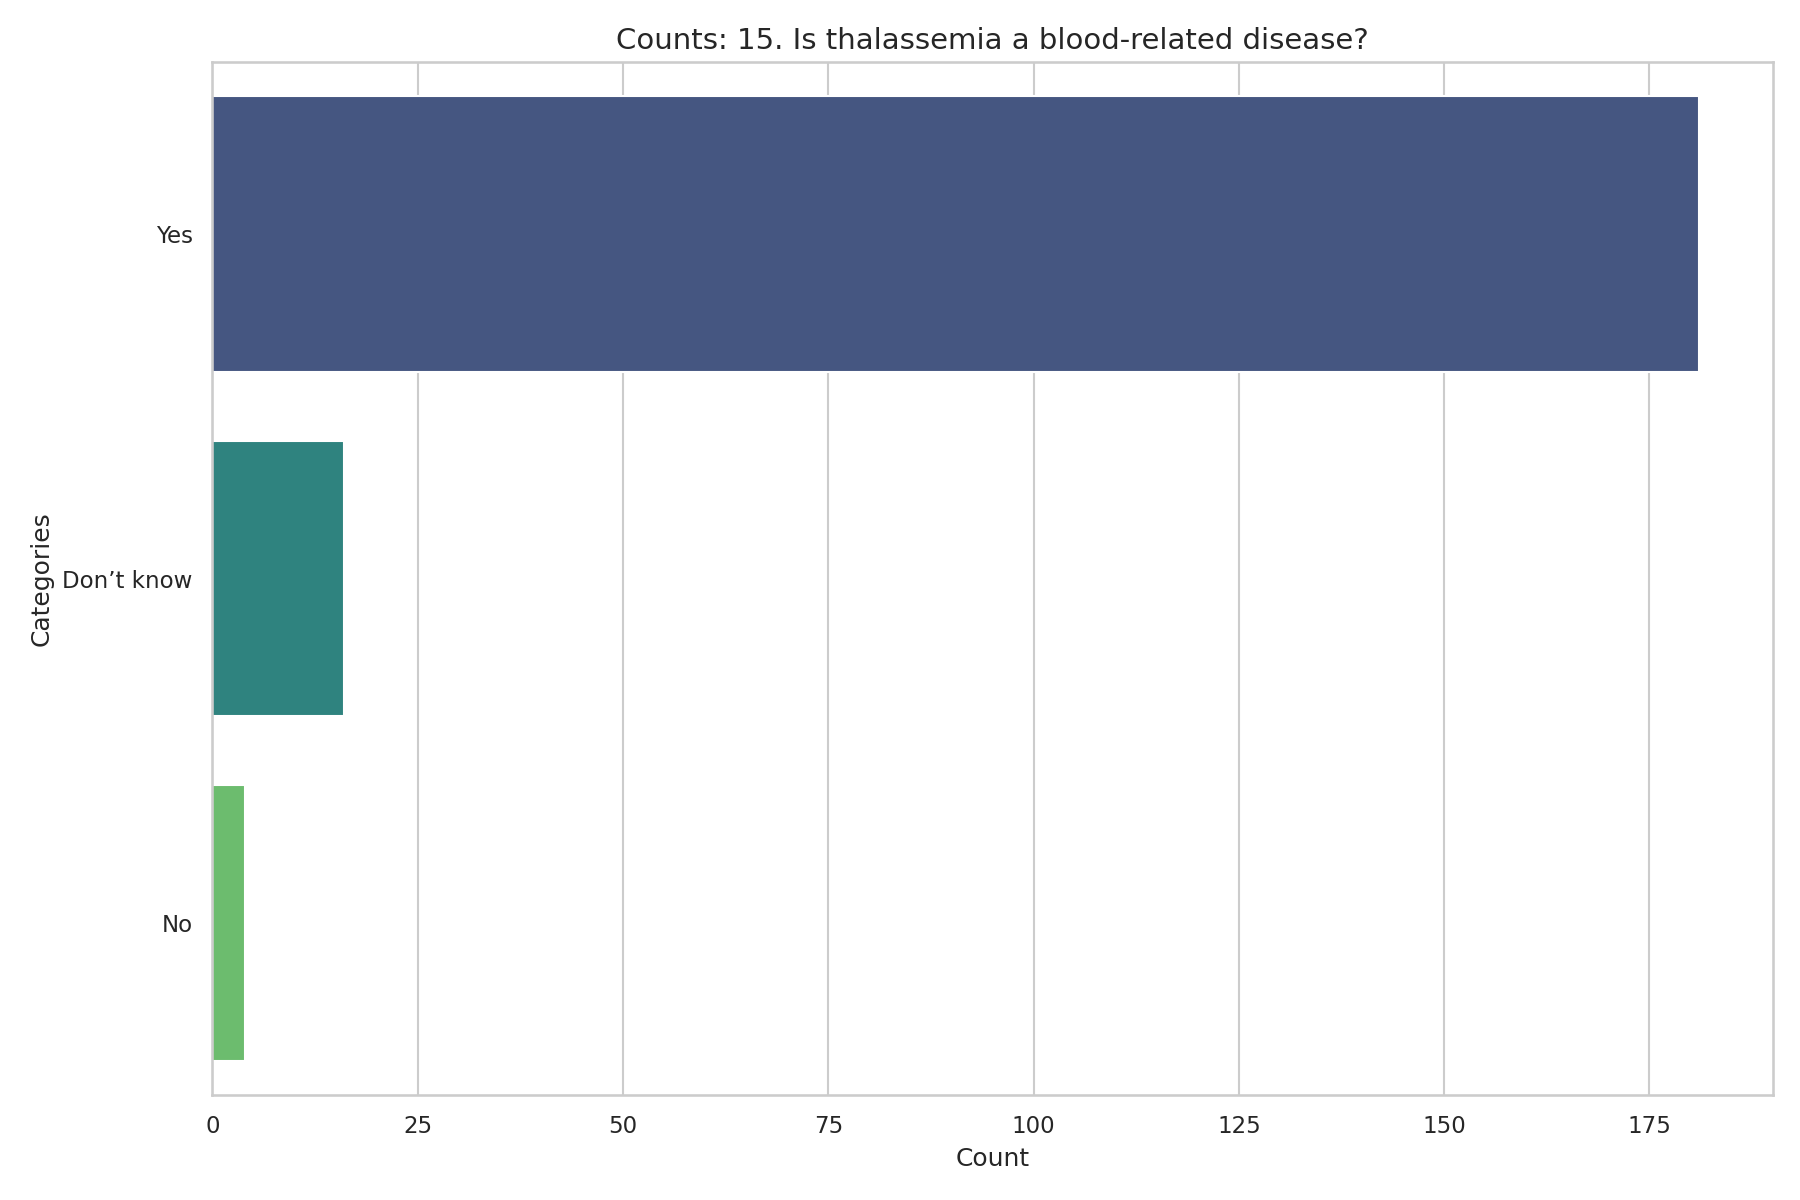 Counts: 15. Is thalassemia a blood-related disease?
Categories
Yes
Don’t know
No
0 25 50 75 100 125 150 175
Count